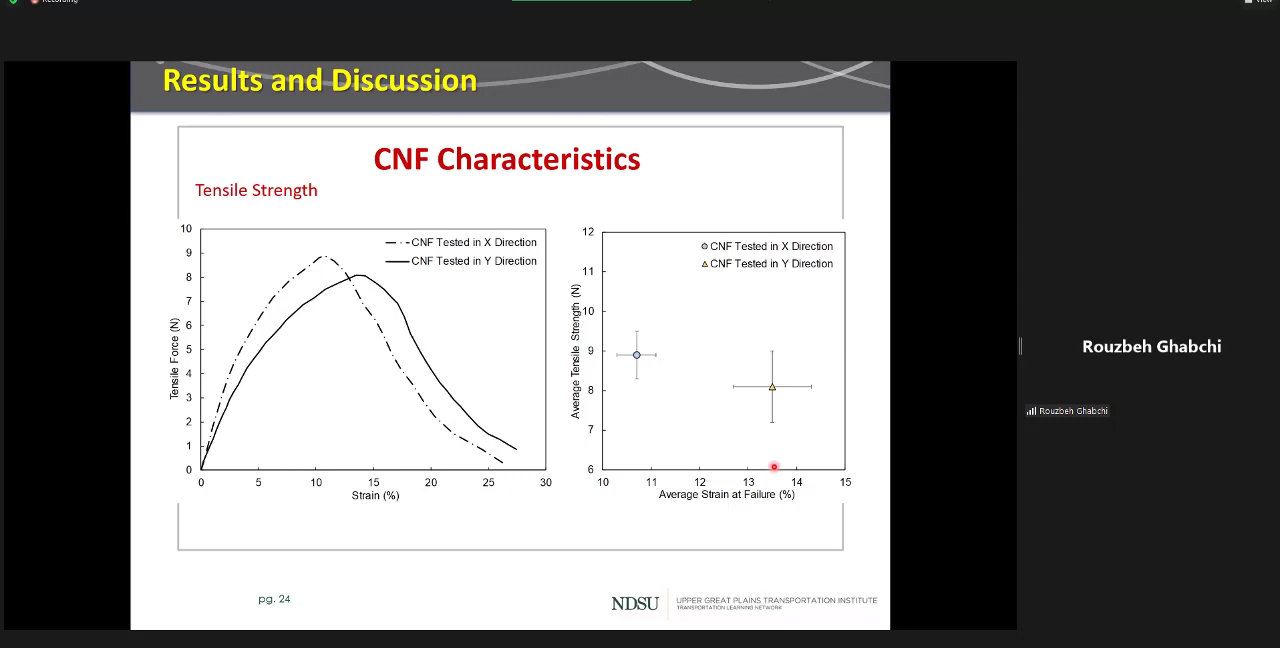 Recording
View
Results and Discussion
CNF Characteristics
Tensile Strength
10
9
8
7
6
5
4
3
2
1
0
Tensile Force (N)
CNF Tested in X Direction
CNF Tested in Y Direction
0 5 10 15 20 25 30
Strain (%)
12
11
10
9
8
7
6
Average Tensile Strength (N)
CNF Tested in X Direction
CNF Tested in Y Direction
10 11 12 13 14 15
Average Strain at Failure (%)
pg. 24
NDSU
UPPER GREAT PLAINS TRANSPORTATION INSTITUTE
TRANSPORTATION LEARNING NETWORK
Rouzbeh Ghabchi
Rouzbeh Ghabchi